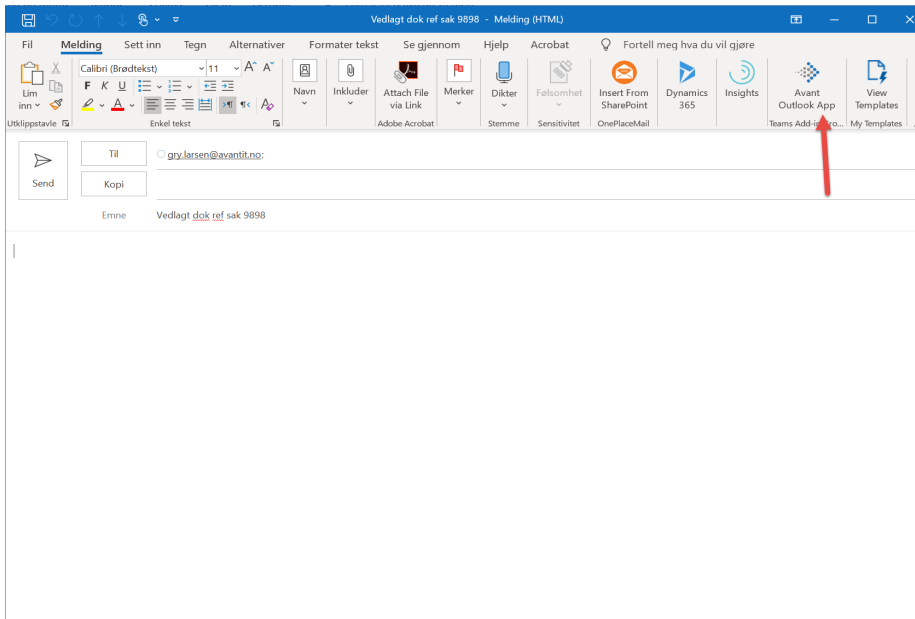 Vedlagt dok ref sak 9898 - Melding (HTML)
Fil Melding Sett inn Tegn Alternativer Formater tekst Se gjennom Hjelp Acrobat Fortell meg hva du vil gjøre
Lim inn
Calibri (Brødtekst) 11 A A
F K U
A A
Navn
Inkluder
Attach File via Link
Merker
Dikter
Følsomhet
Insert From SharePoint
Dynamics 365
Insights
Avant Outlook App
View Templates
Utklippstavle Enkel tekst Adobe Acrobat Stemme Sensitivitet OnePlaceMail Teams Add-in My Templates
Til gry.larsen@avantit.no;
Send
Kopi
Emne Vedlagt dok ref sak 9898